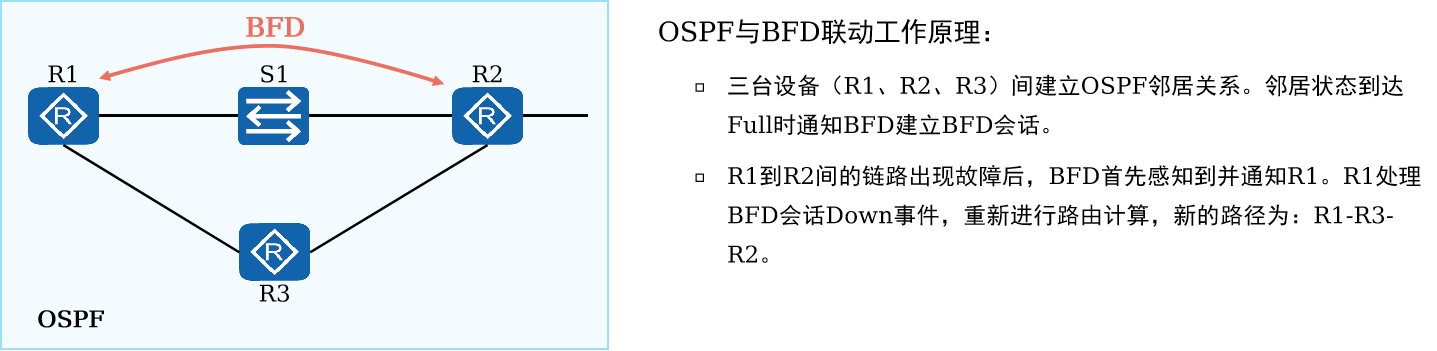 BFD
R1
S1
R2
R
R
R
R3
OSPF
OSPF与BFD联动工作原理：
三台设备（R1、R2、R3）间建立OSPF邻居关系。邻居状态到达
Full时通知BFD建立BFD会话。
R1到R2间的链路出现故障后，BFD首先感知到并通知R1。R1处理
BFD会话Down事件，重新进行路由计算，新的路径为：R1-R3-
R2。